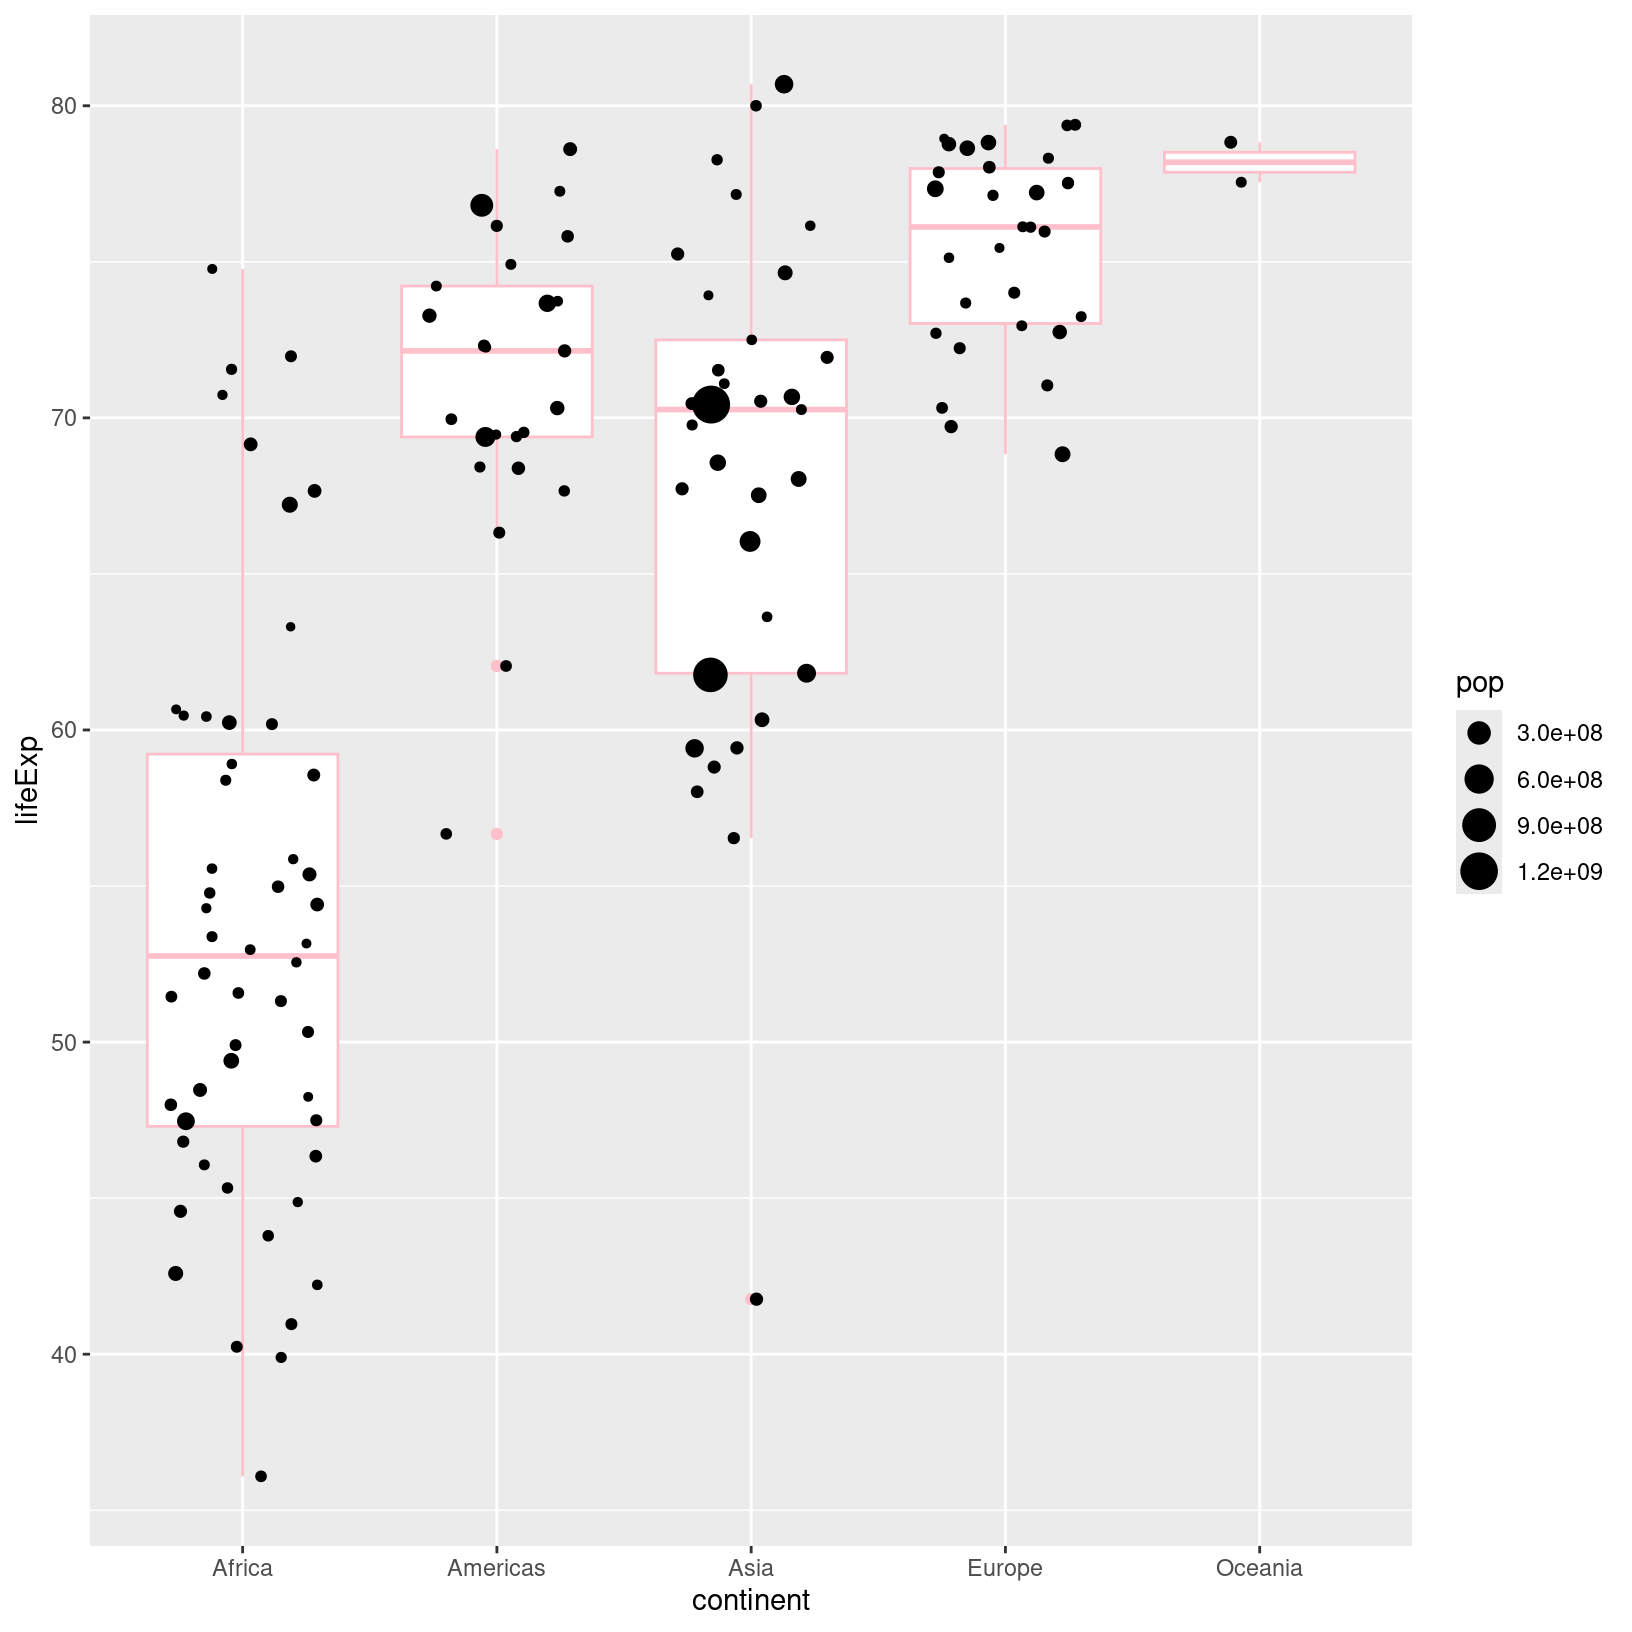 80
70
60
50
40
lifeExp
Africa Americas Asia Europe Oceania
continent
pop
3.0e+08
6.0e+08
9.0e+08
1.2e+09